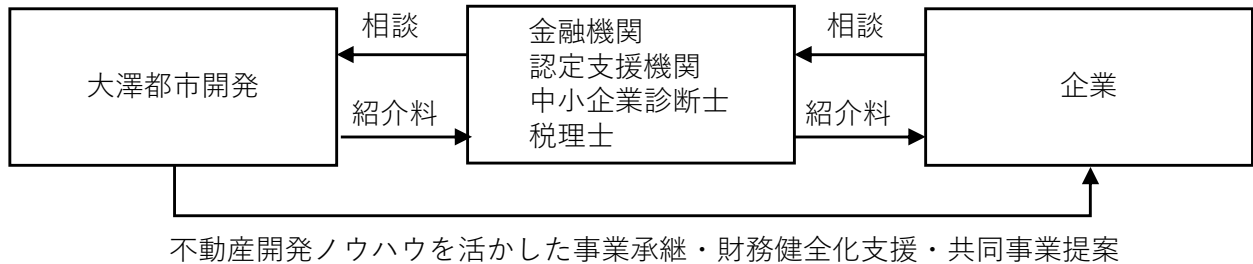 大澤都市開発
相談
紹介料
金融機関
認定支援機関
中小企業診断士
税理士
相談
紹介料
企業
不動産開発ノウハウを活かした事業承継・財務健全化支援・共同事業提案